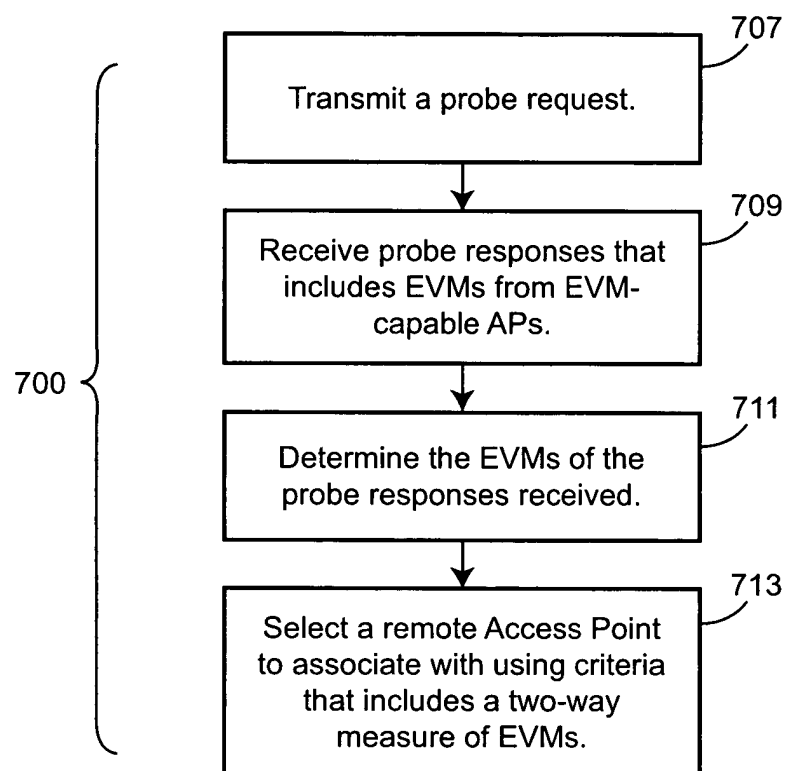 707
Transmit a probe request.
709
Receive probe responses that
includes EVMs from EVM-
capable APs.
700
711
Determine the EVMs of the
probe responses received.
713
Select a remote Access Point
to associate with using criteria
that includes a two-way
measure of EVMs.